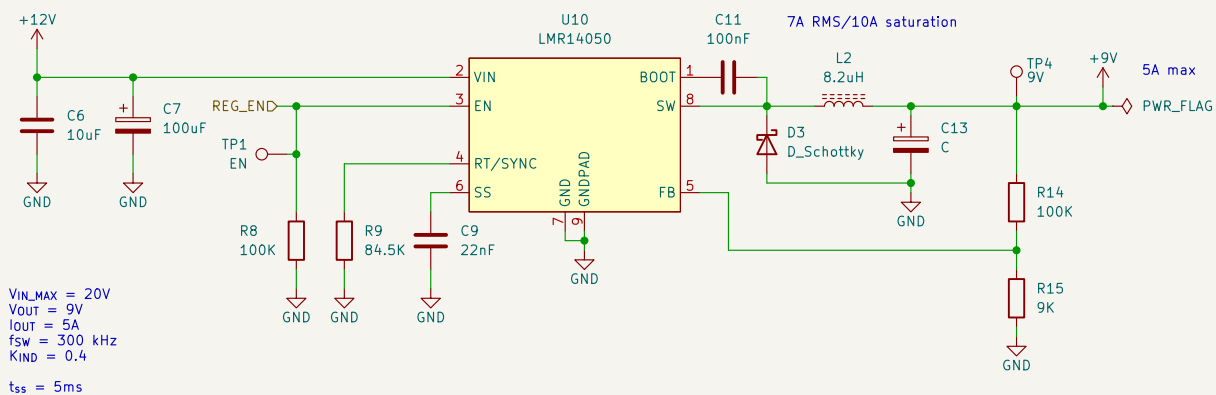 +12V
U10
LMR14050
C11
100nF
7A RMS/10A saturation
L2
8.2uH
TP4
9V
+9V
5A max
PWR_FLAG
2
VIN
BOOT
1
3
EN
SW
8
REG_EN
C6
10uF
C7
100uF
TP1
EN
D3
D_Schottky
C13
C
4
RT/SYNC
6
SS
GND
GNDPAD
FB
5
7
9
GND
GND
GND
R14
100K
R8
100K
R9
84.5K
C9
22nF
GND
R15
9K
GND
GND
GND
GND
VIN_MAX = 20V
VOUT = 9V
IOUT = 5A
fSW = 300 kHz
KIND = 0.4
tss = 5ms